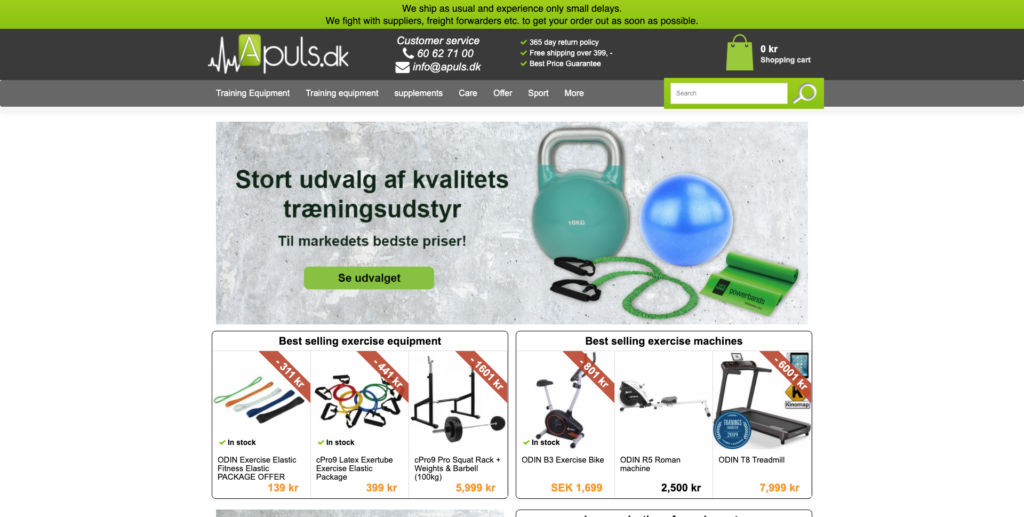 We ship as usual and experience only small delays.
We fight with suppliers, freight forwarders etc. to get your order out as soon as possible.
Apuls.dk
Customer service
60 62 71 00
info@apuls.dk
365 day return policy
Free shipping over 399, -
Best Price Guarantee
0 kr
Shopping cart
Training Equipment
Training equipment
supplements
Care
Offer
Sport
More
Search
Stort udvalg af kvalitets
træningsudstyr
Til markedets bedste priser!
Se udvalget
16KG
powerbands
Best selling exercise equipment
- 311 kr
- 441 kr
- 1601 kr
In stock
In stock
ODIN Exercise Elastic
Fitness Elastic
PACKAGE OFFER
139 kr
cPro9 Latex Exertube
Exercise Elastic
Package
399 kr
cPro9 Pro Squat Rack +
Weights & Barbell
(100kg)
5,999 kr
Best selling exercise machines
- 801 kr
- 6001 kr
Kinomap
2019
In stock
ODIN B3 Exercise Bike
SEK 1,699
ODIN R5 Roman
machine
2,500 kr
ODIN T8 Treadmill
7,999 kr